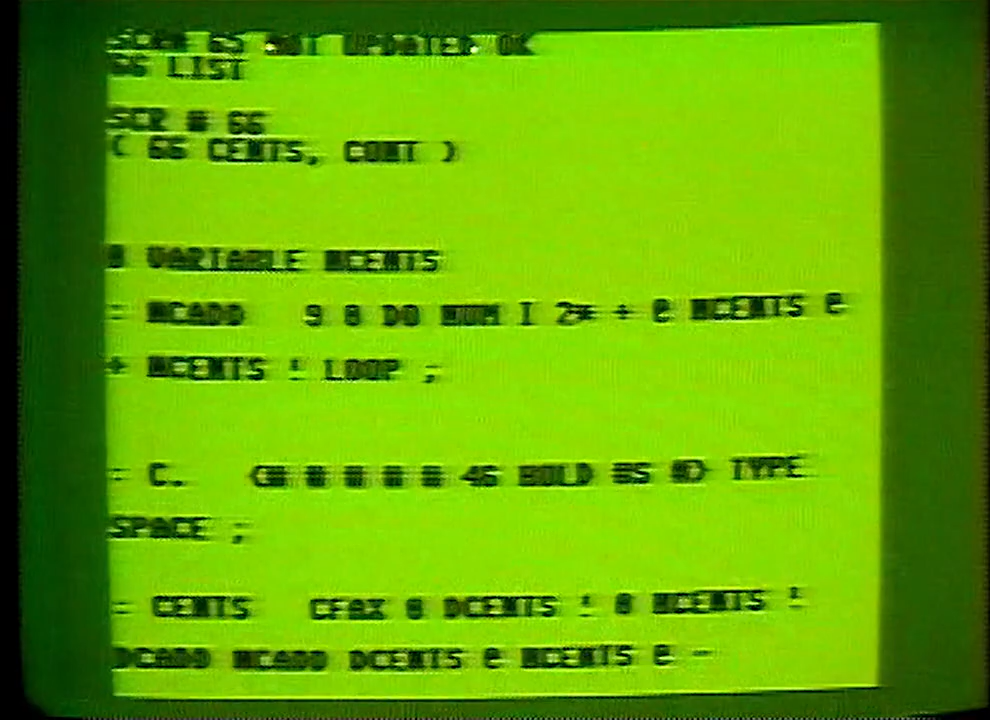 SCR# 65 NOT UPDATED OK
66 LIST
SCR # 66
( 66 CENTS, CONT )
0 VARIABLE NCENTS
: NCADD 9 0 DO NUM I 2* + @ NCENTS @
+ NCENTS ! LOOP ;
: C. <# # # # # 46 HOLD #S #> TYPE
SPACE ;
: CENTS CFAX 0 DCENTS ! 0 NCENTS !
DCADD NCADD DCENTS @ NCENTS @ -